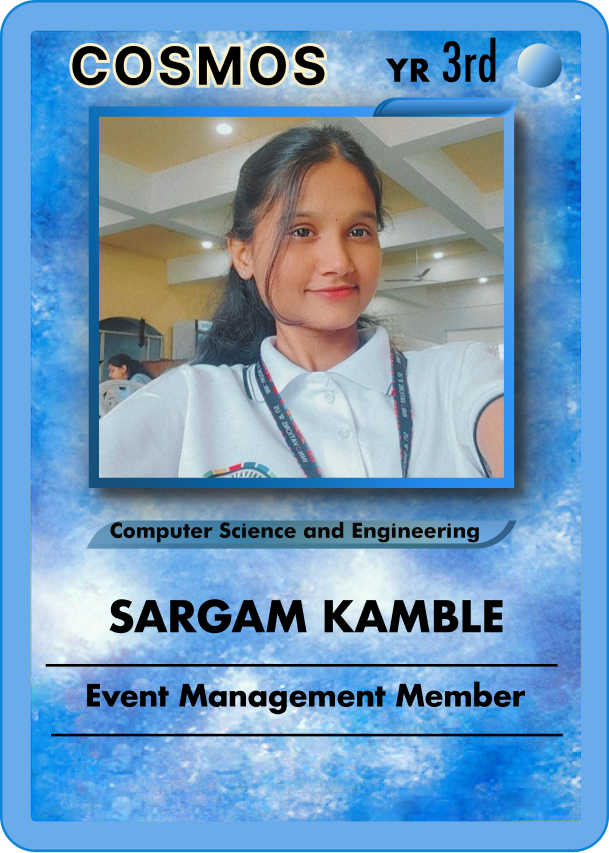 COSMOS YR 3rd
Computer Science and Engineering
SARGAM KAMBLE
Event Management Member